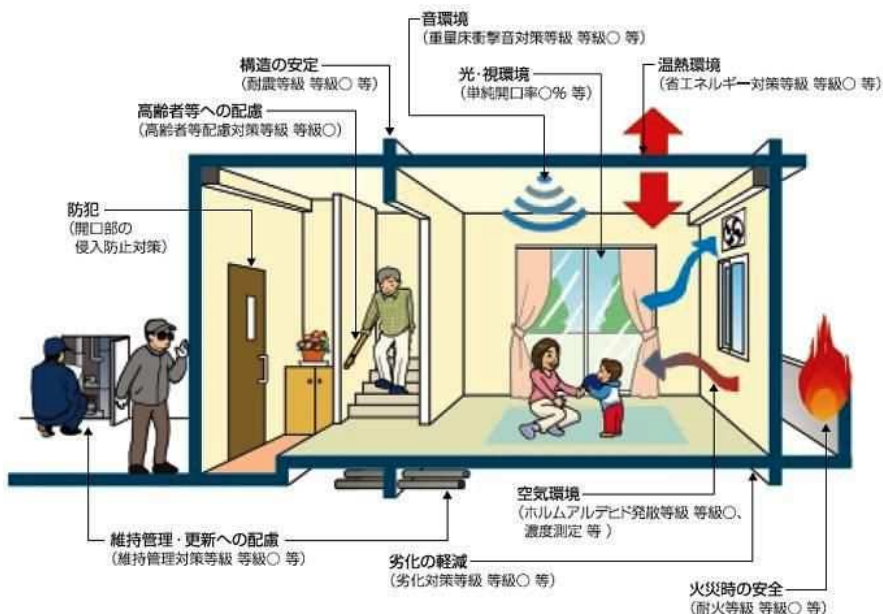 音環境
(重量床衝撃音対策等級 等級○ 等)
構造の安定
(耐震等級 等級○ 等)
光・視環境
(単純開口率○% 等)
温熱環境
(省エネルギー対策等級 等級○ 等)
高齢者等への配慮
(高齢者等配慮対策等級 等級○)
防犯
(開口部の
侵入防止対策)
空気環境
(ホルムアルデヒド発散等級 等級○、
濃度測定 等 )
維持管理・更新への配慮
(維持管理対策等級 等級○ 等)
劣化の軽減
(劣化対策等級 等級○ 等)
火災時の安全
(耐火等級 等級○ 等)